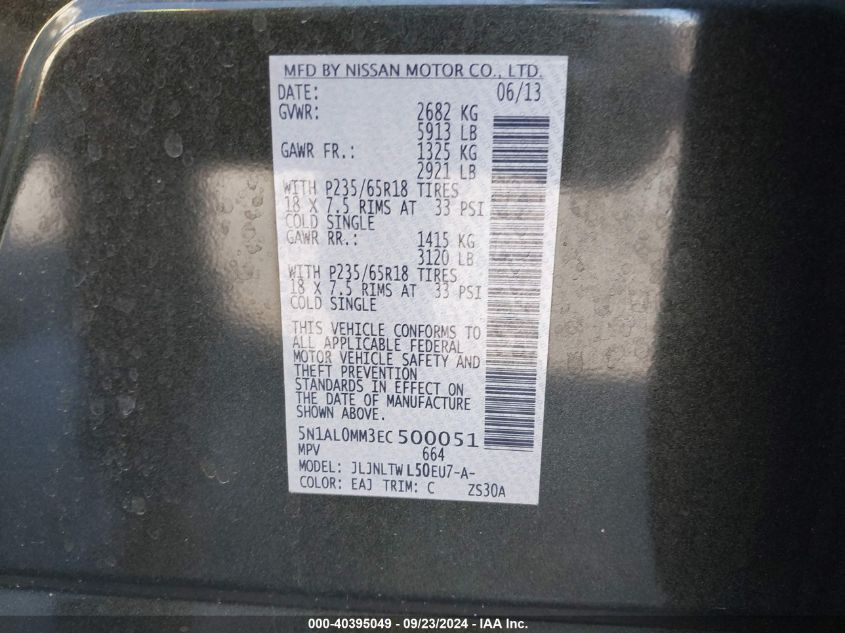 MFD BY NISSAN MOTOR CO., LTD.
DATE: 06/13
GVWR: 2682 KG
5913 LB
GAWR FR.: 1325 KG
2921 LB
WITH P235/65R18 TIRES
18 X 7.5 RIMS AT 33 PSI
COLD SINGLE
GAWR RR.: 1415 KG
3120 LB
WITH P235/65R18 TIRES
18 X 7.5 RIMS AT 33 PSI
COLD SINGLE
THIS VEHICLE CONFORMS TO
ALL APPLICABLE FEDERAL
MOTOR VEHICLE SAFETY AND
THEFT PREVENTION
STANDARDS IN EFFECT ON
THE DATE OF MANUFACTURE
SHOWN ABOVE.
5N1AL0MM3EC500051
MPV 664
MODEL: JLJNLTWL50EU7-A-
COLOR: EAJ TRIM: C ZS30A
000-40395049 - 09/23/2024 - IAA Inc.